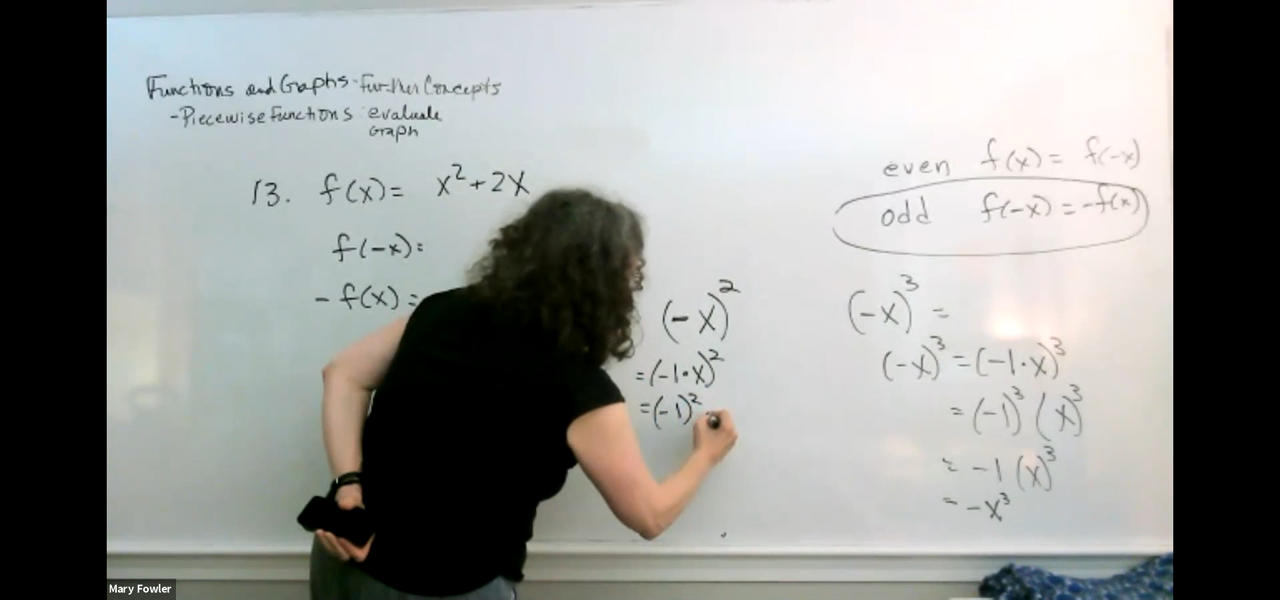 Functions and Graphs - Further Concepts
- Piecewise Functions: evaluate
Graph
13. f(x) = x²+2x
f(-x) =
- f(x) =
(-x)²
= (-1·x)²
= (-1)²
even f(x) = f(-x)
odd f(-x) = -f(x)
(-x)³ =
(-x)³ = (-1·x)³
= (-1)³ (x)³
= -1 (x)³
= -x³
Mary Fowler